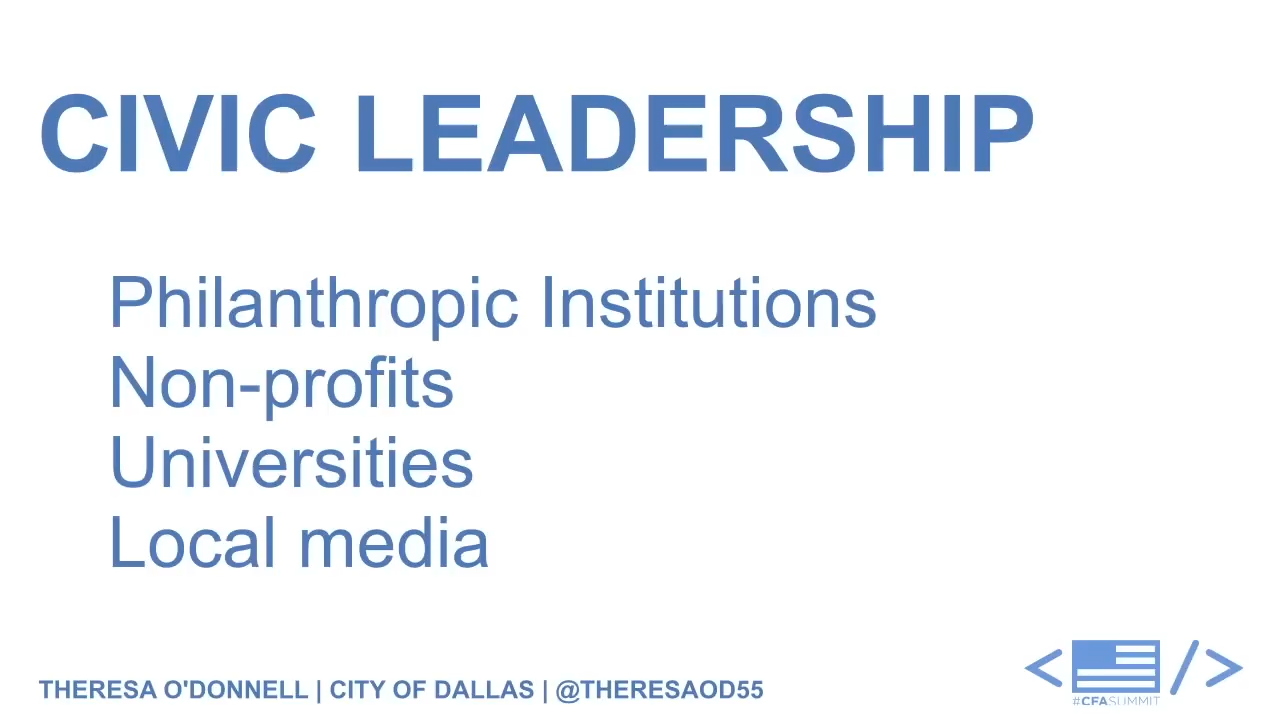 CIVIC LEADERSHIP
Philanthropic Institutions
Non-profits
Universities
Local media
THERESA O'DONNELL | CITY OF DALLAS | @THERESAOD55
#CFASUMMIT